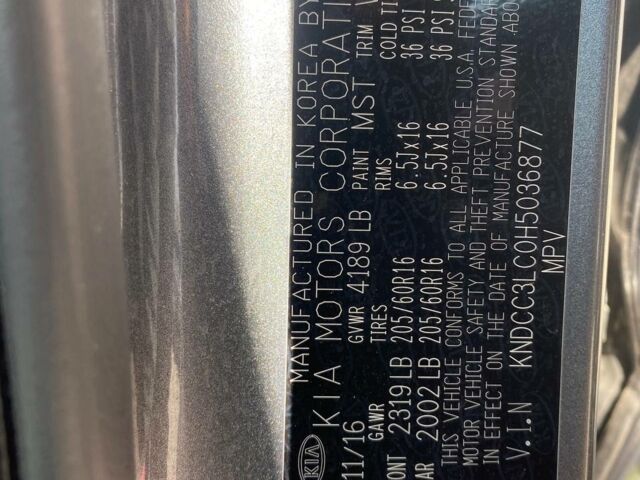 MANUFACTURED IN KOREA BY
KIA KIA MOTORS CORPORATI
11/16 GVWR 4189 LB PAINT MST TRIM
GAWR TIRES RIMS COLD TI
ONT 2319 LB 205/60R16 6.5Jx16 36 PSI
AR 2002 LB 205/60R16 6.5Jx16 36 PSI
THIS VEHICLE CONFORMS TO ALL APPLICABLE U.S.A. FEDE
MOTOR VEHICLE SAFETY AND THEFT PREVENTION STANDA
IN EFFECT ON THE DATE OF MANUFACTURE SHOWN ABO
V.I.N KNDCC3LC0H5036877
MPV